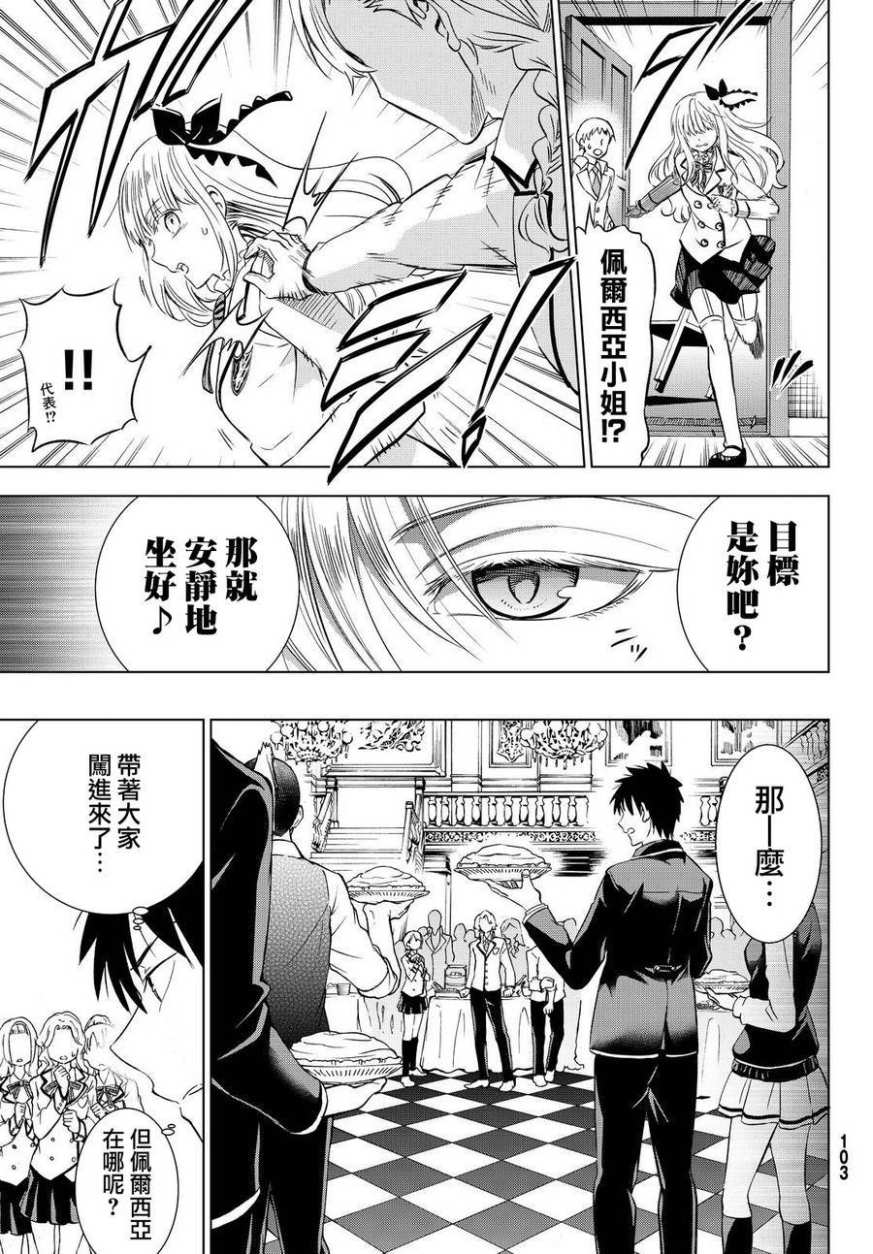 佩爾西亞小姐!?
!!
代表!?
目標
是妳吧?
那就
安靜地
坐好♪
那—麼…
帶著大家
闖進來了…
但佩爾西亞
在哪呢?
103